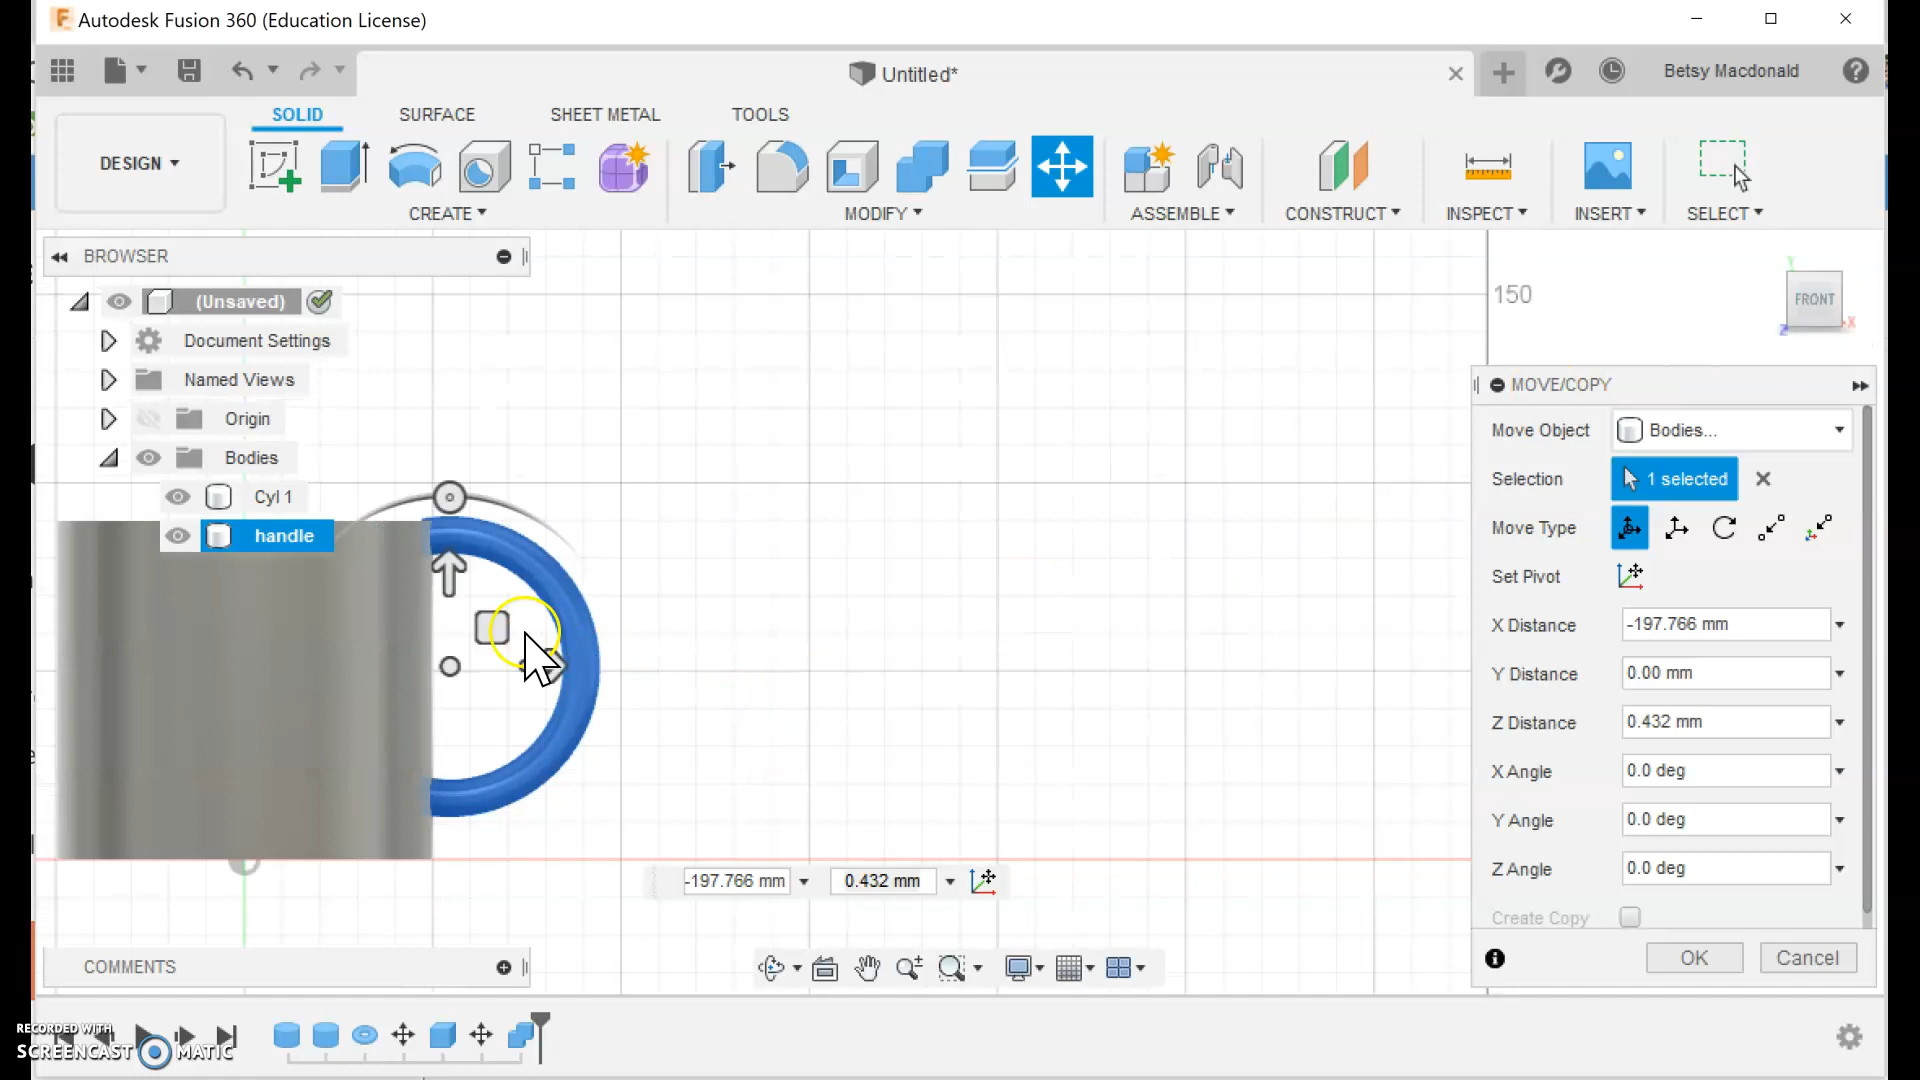 Autodesk Fusion 360 (Education License)
Untitled*
Betsy Macdonald
SOLID SURFACE SHEET METAL TOOLS
DESIGN
CREATE MODIFY ASSEMBLE CONSTRUCT INSPECT INSERT SELECT
BROWSER
(Unsaved)
Document Settings
Named Views
Origin
Bodies
Cyl 1
handle
150
FRONT
Y
X
Z
MOVE/COPY
Move Object Bodies...
Selection 1 selected
Move Type
Set Pivot
X Distance -197.766 mm
Y Distance 0.00 mm
Z Distance 0.432 mm
X Angle 0.0 deg
Y Angle 0.0 deg
Z Angle 0.0 deg
Create Copy
OK Cancel
-197.766 mm 0.432 mm
COMMENTS
RECORDED WITH
SCREENCAST MATIC